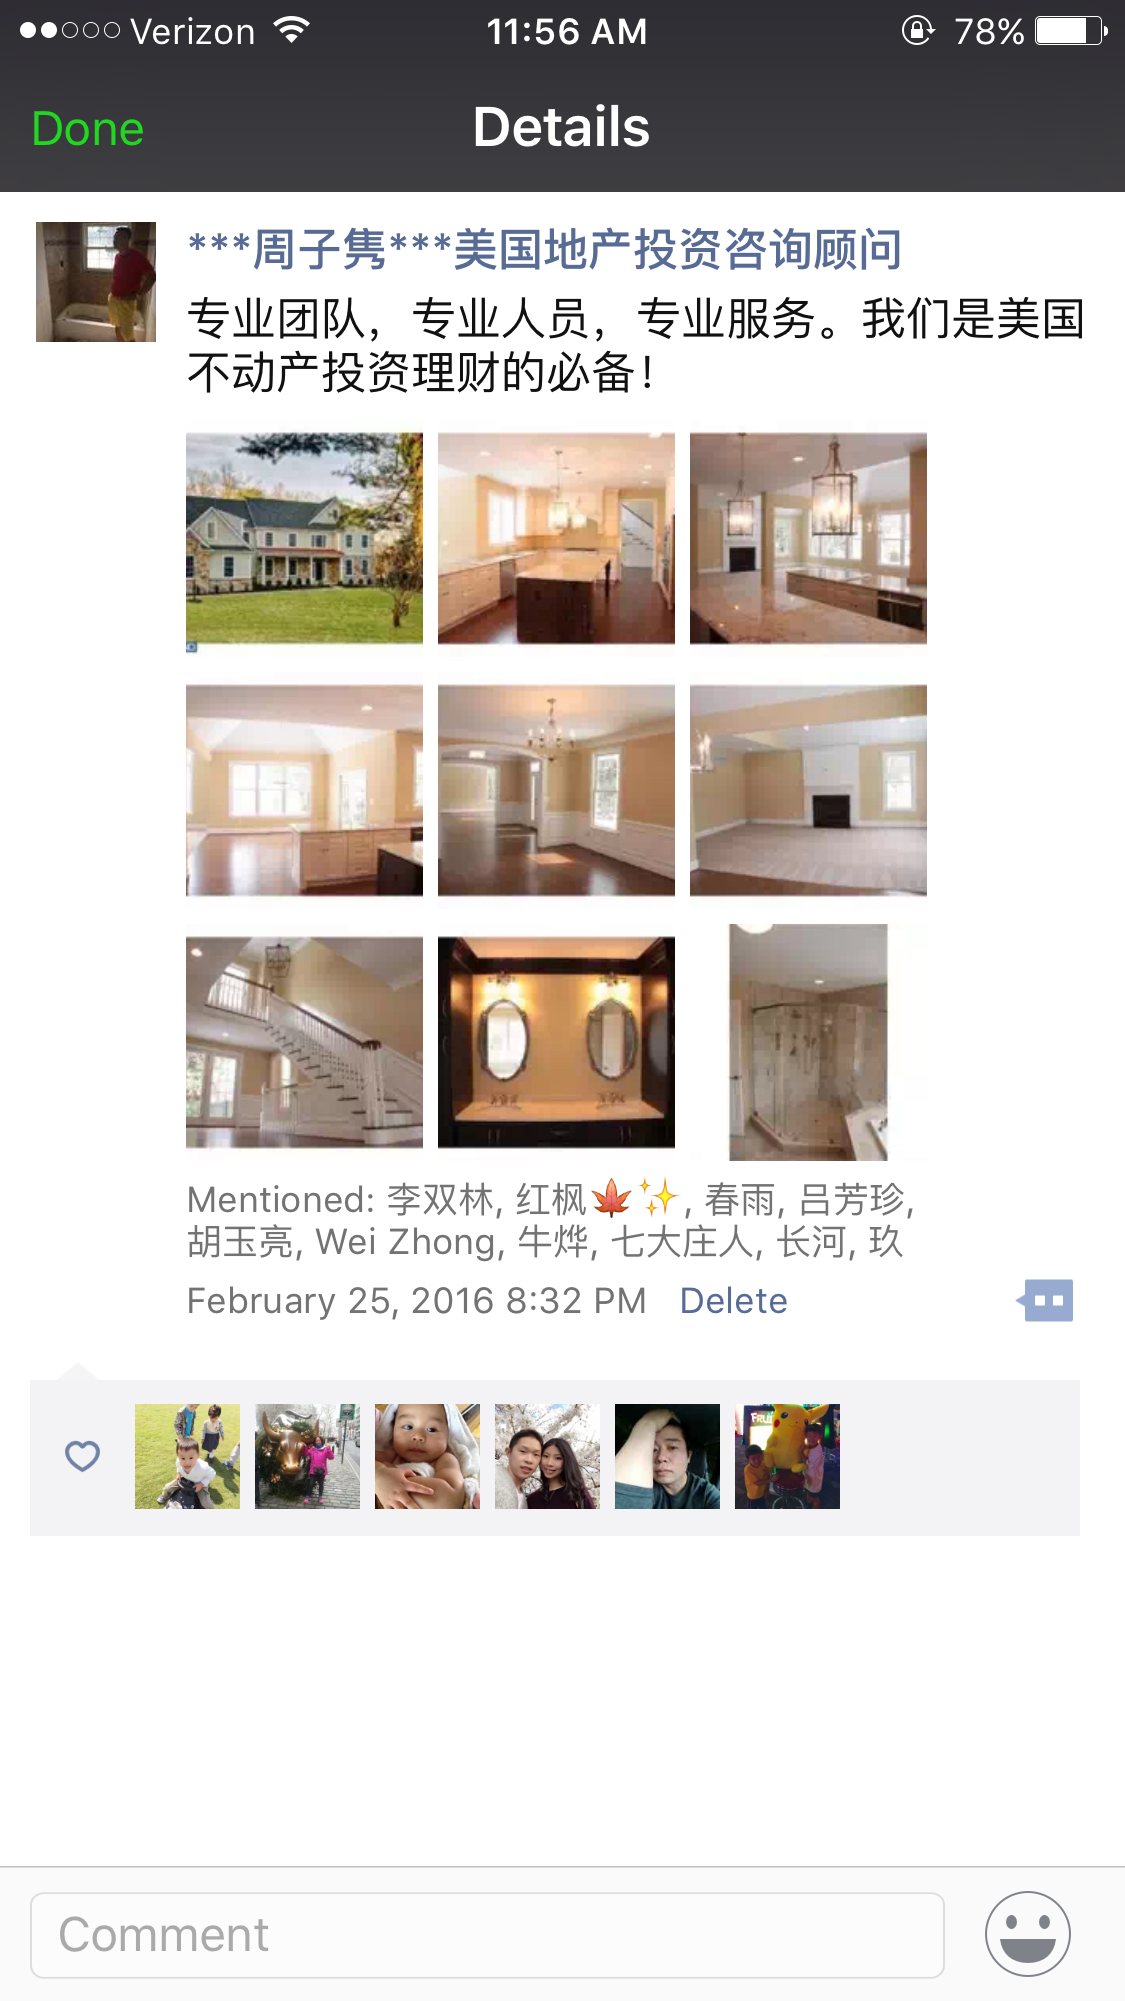 Verizon 11:56 AM 78%
Done Details
***周子隽***美国地产投资咨询顾问
专业团队，专业人员，专业服务。我们是美国
不动产投资理财的必备！
Mentioned: 李双林, 红枫🍁✨, 春雨, 吕芳珍,
胡玉亮, Wei Zhong, 牛烨, 七大庄人, 长河, 玖
February 25, 2016 8:32 PM Delete
FRUI
Comment